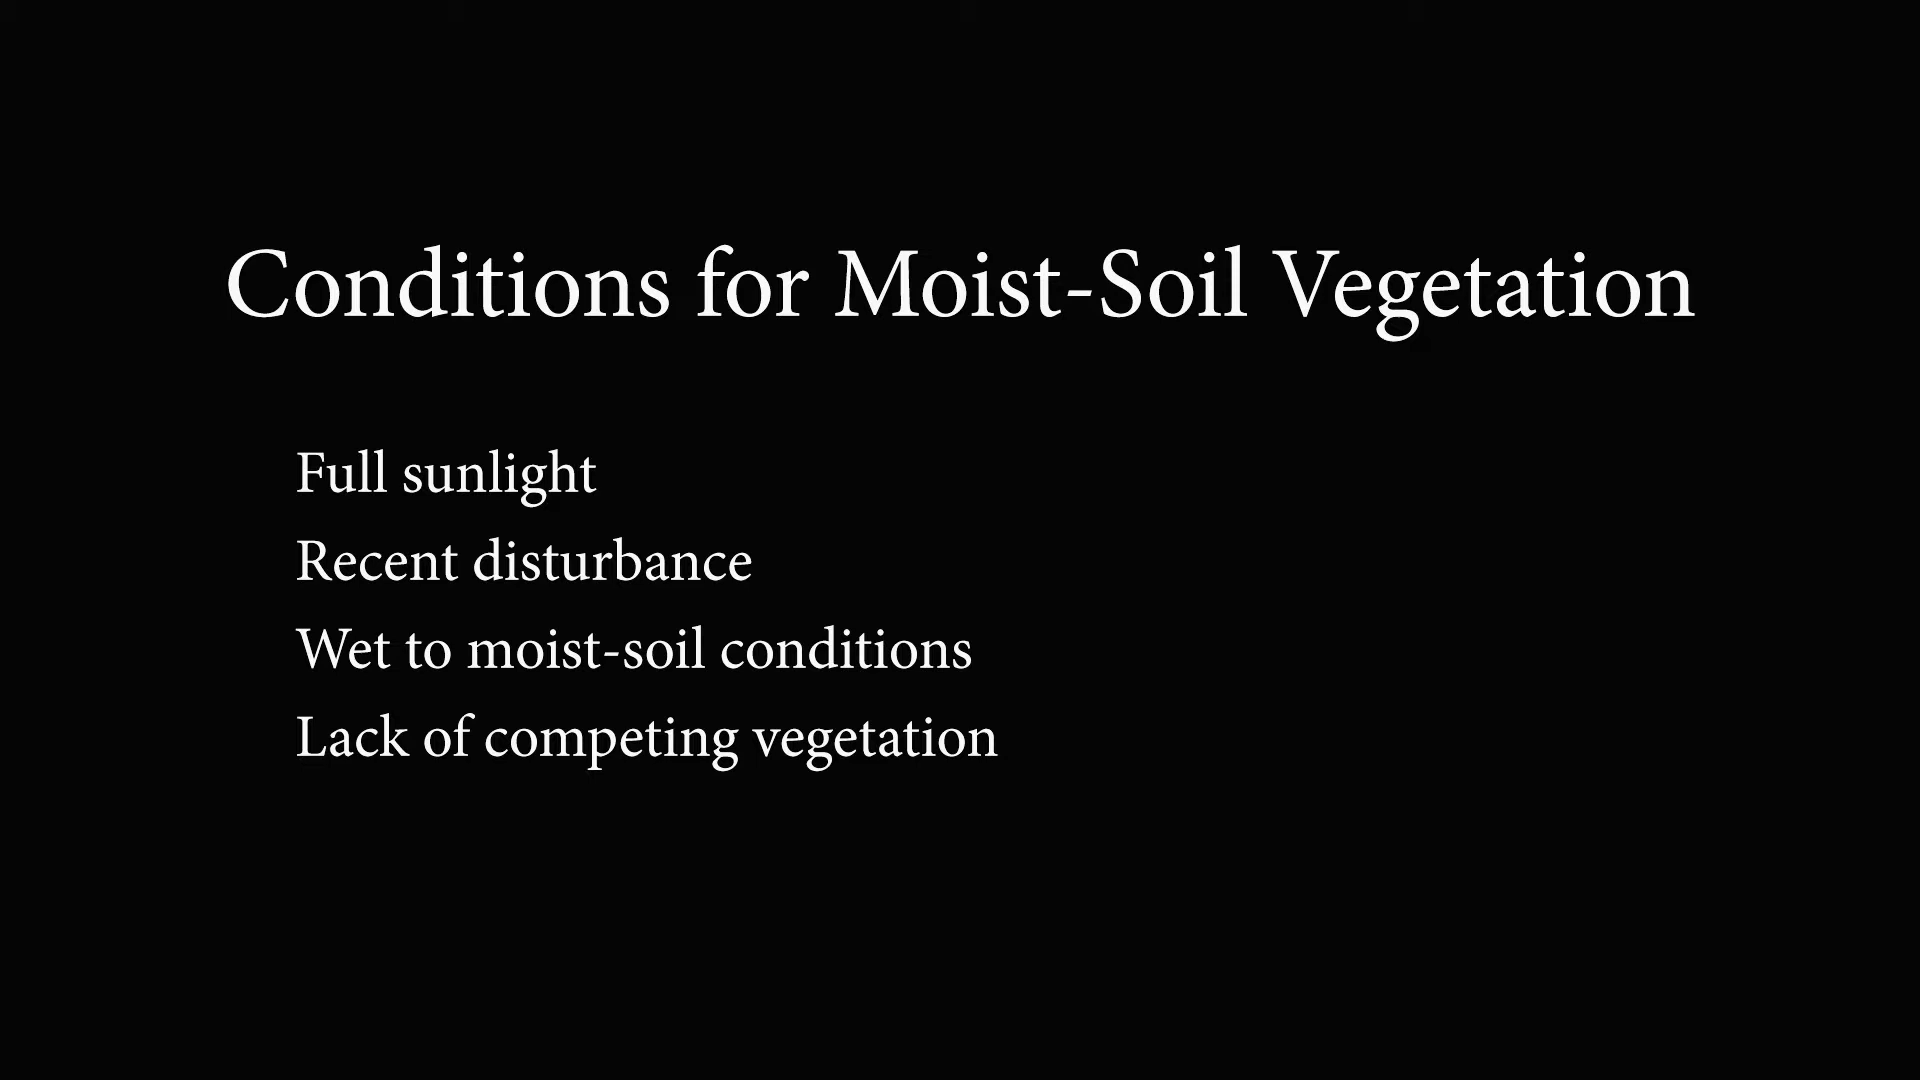 Conditions for Moist-Soil Vegetation
Full sunlight
Recent disturbance
Wet to moist-soil conditions
Lack of competing vegetation